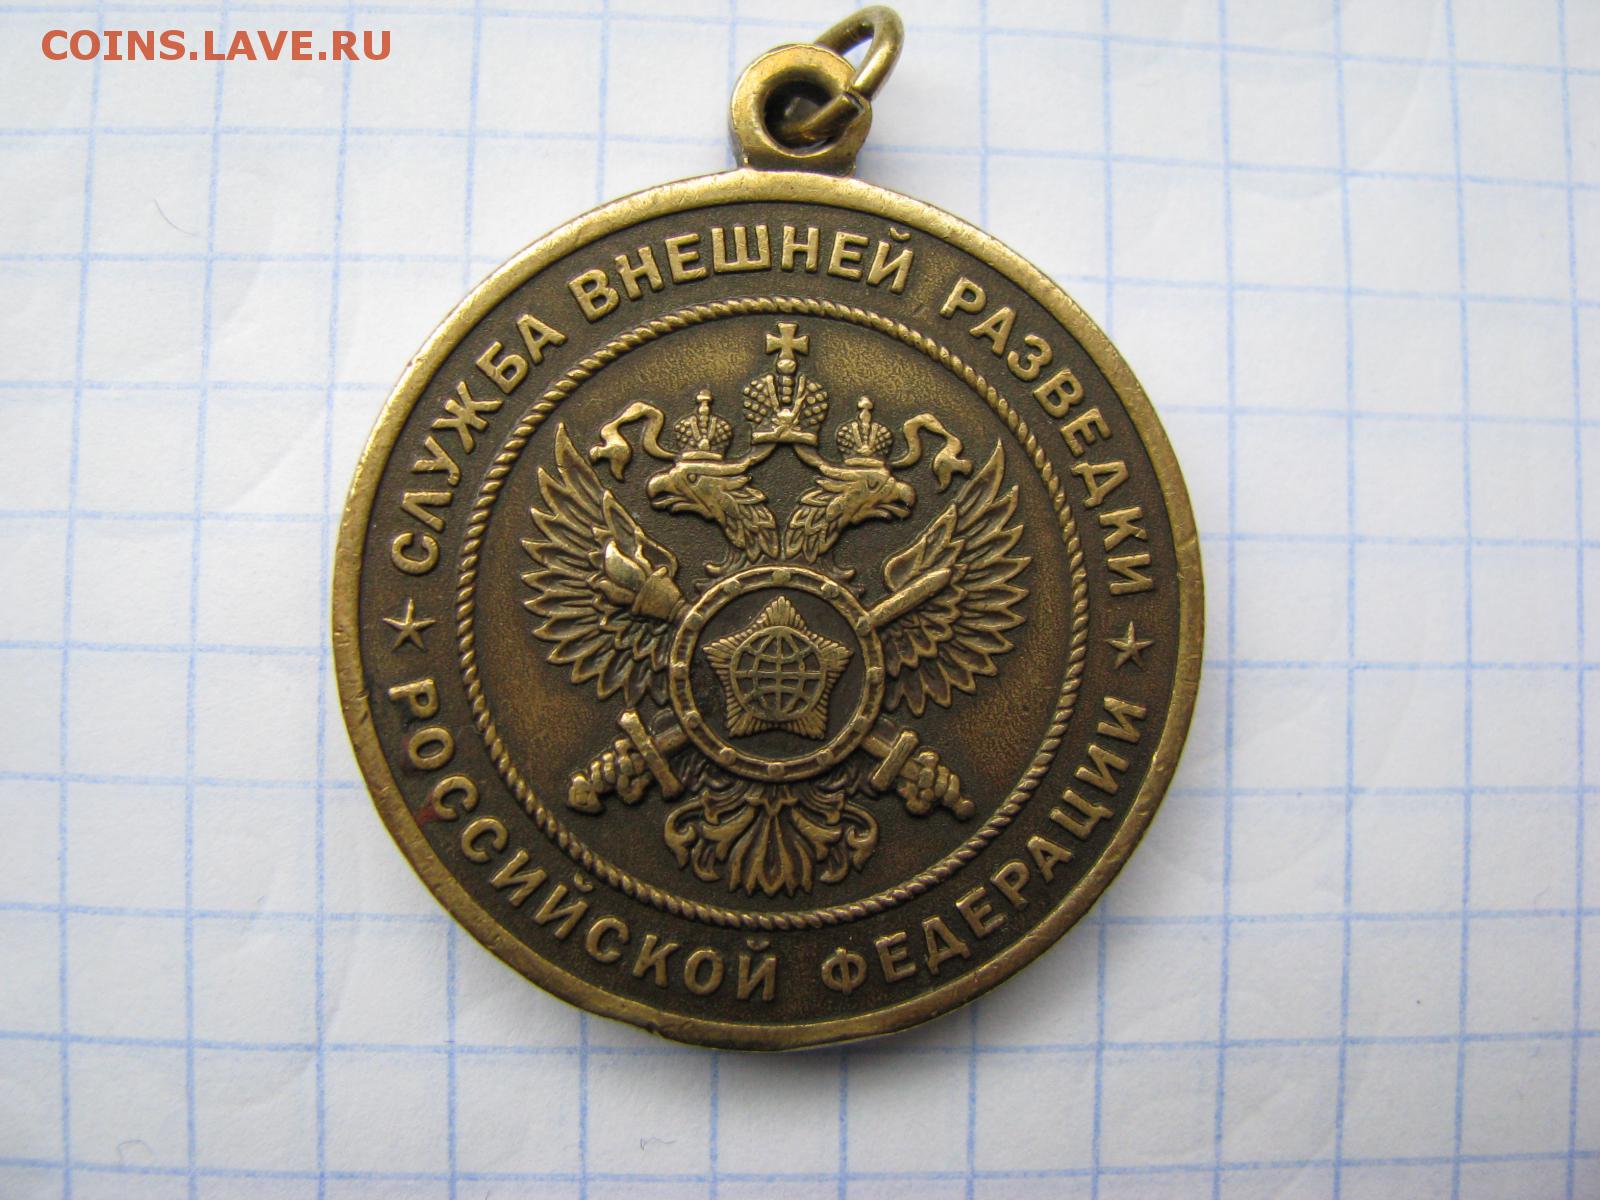 COINS.LAVE.RU
СЛУЖБА ВНЕШНЕЙ РАЗВЕДКИ
РОССИЙСКОЙ ФЕДЕРАЦИИ